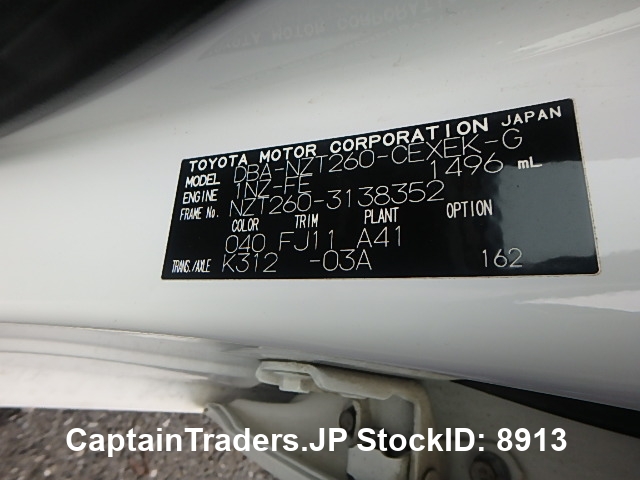 TOYOTA MOTOR CORPORATION JAPAN
MODEL DBA-NZT260-CEXEK-G
ENGINE 1NZ-FE 1496 mL
FRAME No. NZT260-3138352
COLOR TRIM PLANT OPTION
040 FJ11 A41
TRANS./AXLE K312 -03A 162
CaptainTraders.JP StockID: 8913